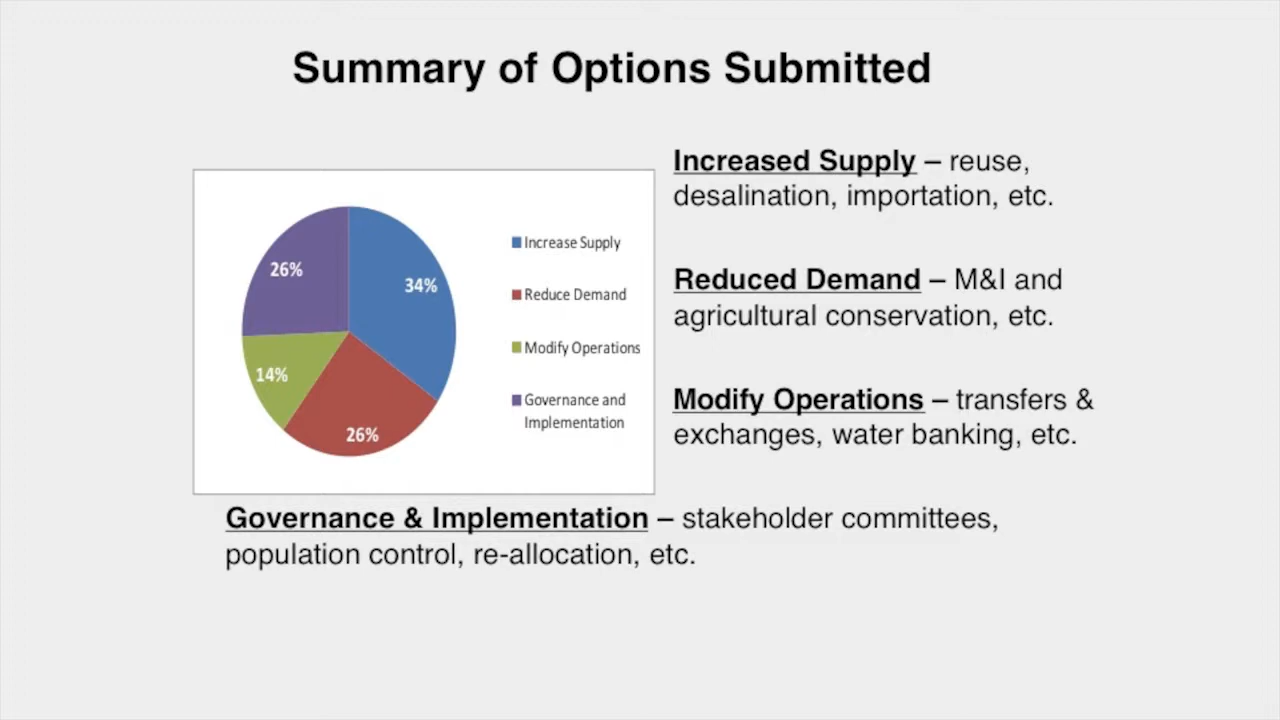 Summary of Options Submitted
Increased Supply – reuse,
desalination, importation, etc.
Reduced Demand – M&I and
agricultural conservation, etc.
Modify Operations – transfers &
exchanges, water banking, etc.
26%
34%
14%
26%
Increase Supply
Reduce Demand
Modify Operations
Governance and
Implementation
Governance & Implementation – stakeholder committees,
population control, re-allocation, etc.